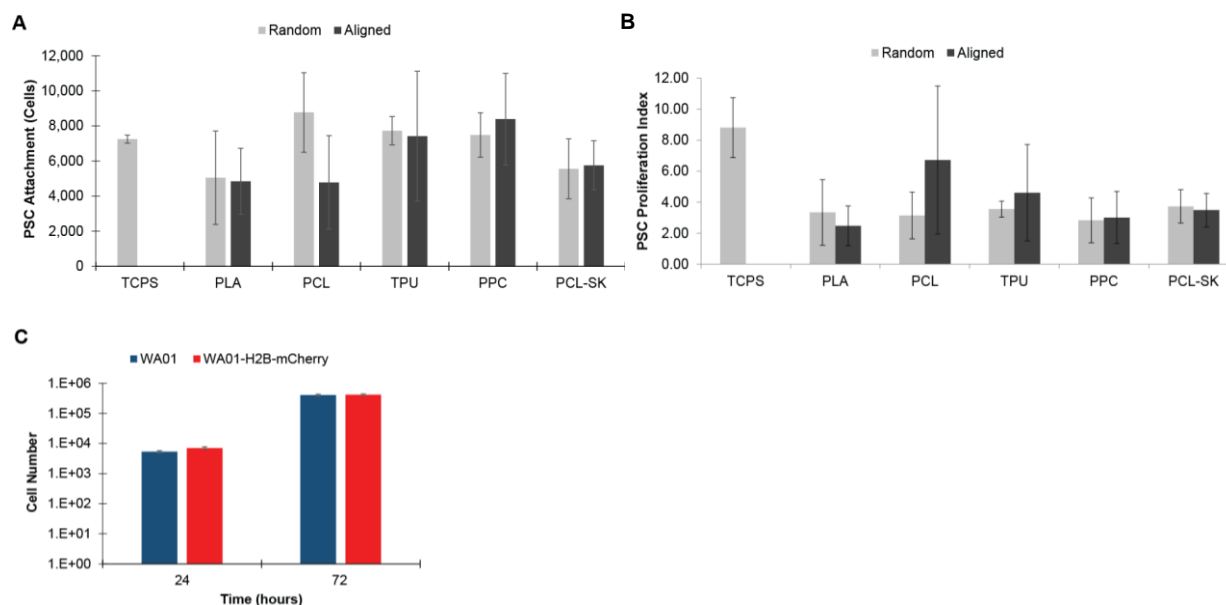 A
Random Aligned
12,000
10,000
8,000
6,000
4,000
2,000
0
PSC Attachment (Cells)
TCPS PLA PCL TPU PPC PCL-SK
B
Random Aligned
12.00
10.00
8.00
6.00
4.00
2.00
0.00
PSC Proliferation Index
TCPS PLA PCL TPU PPC PCL-SK
C
WA01 WA01-H2B-mCherry
1.E+06
1.E+05
1.E+04
1.E+03
1.E+02
1.E+01
1.E+00
Cell Number
24 72
Time (hours)